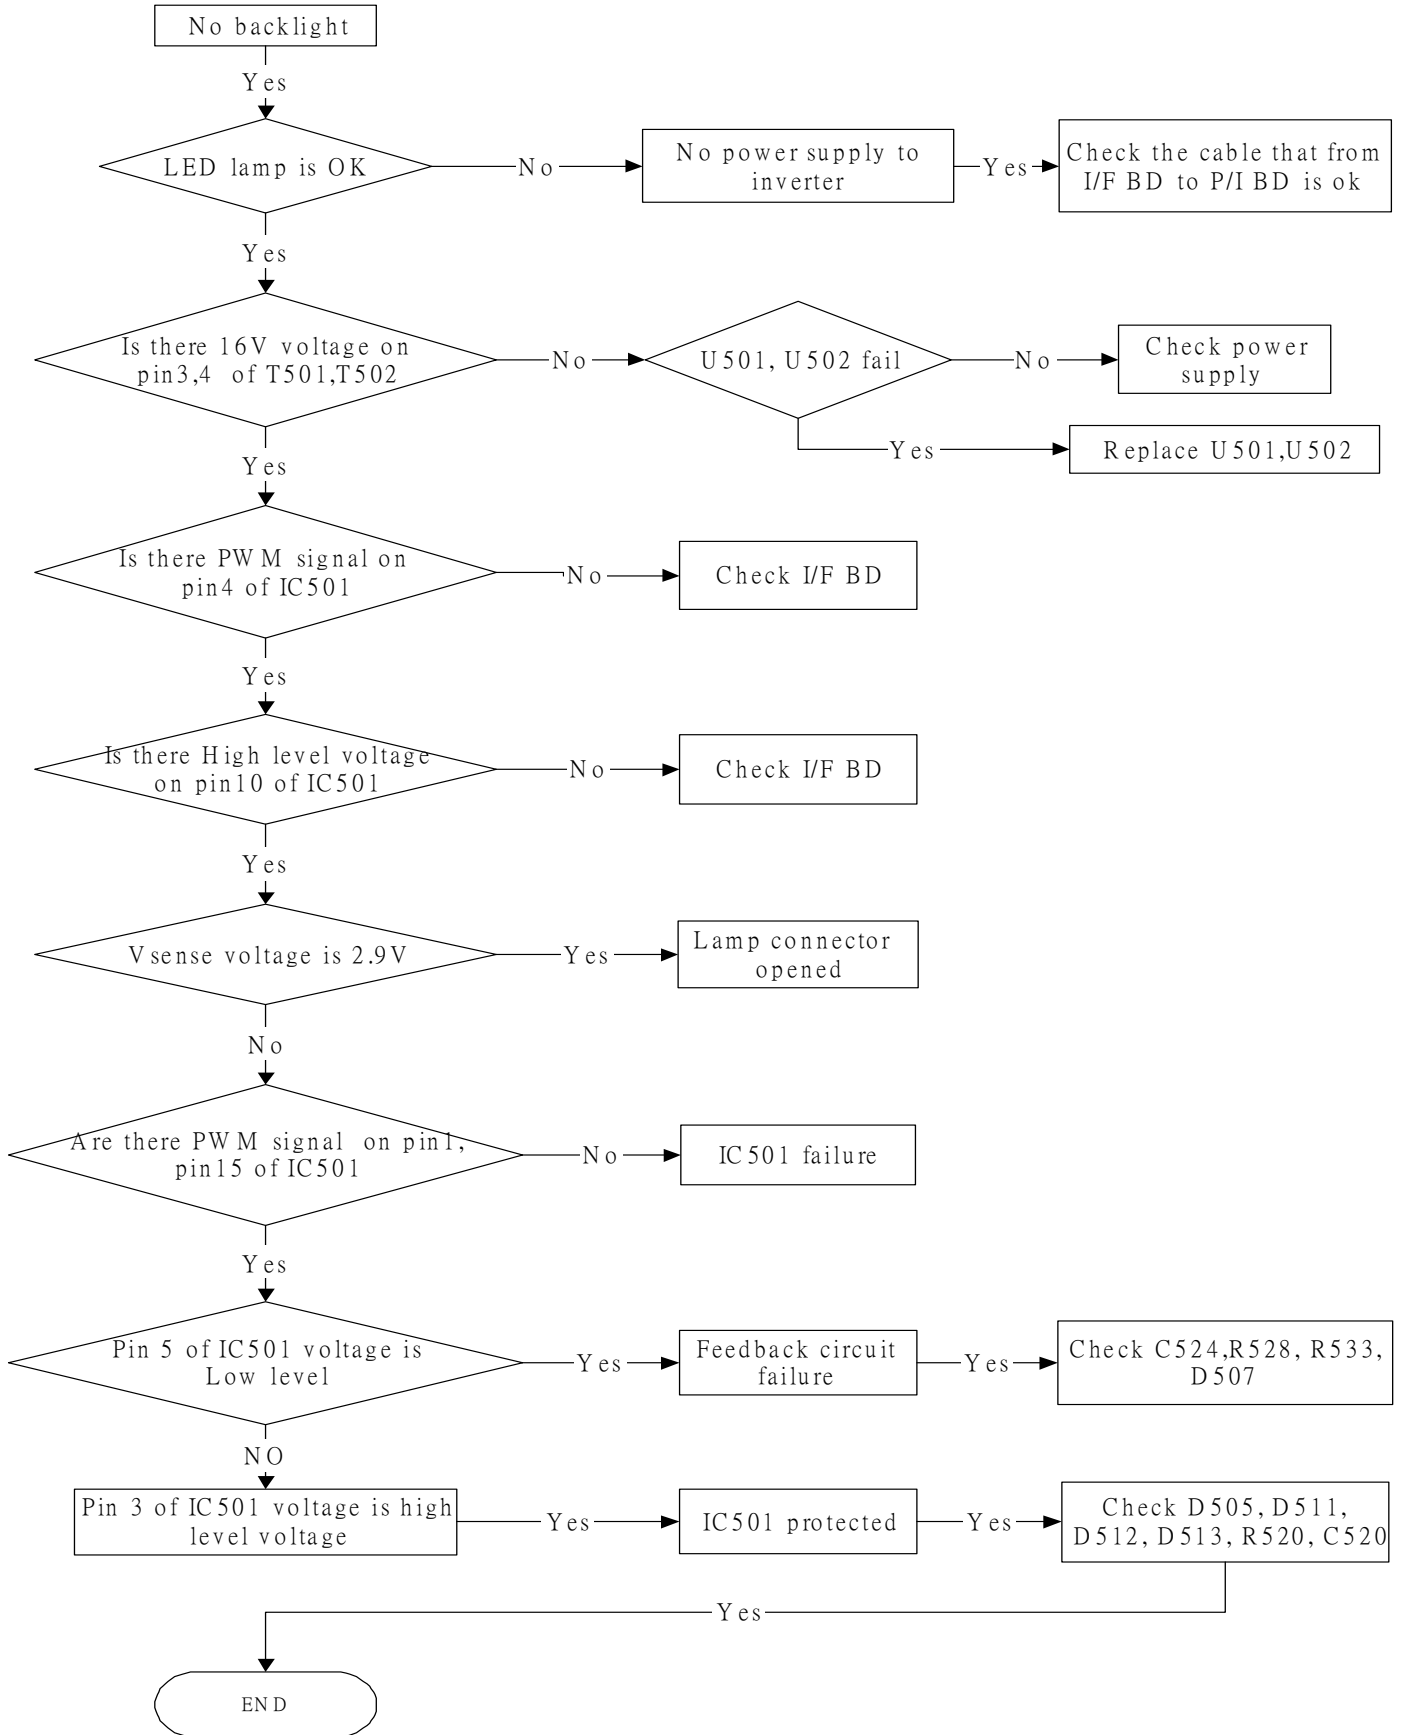 No backlight
Yes
LED lamp is OK
No
No power supply to
inverter
Yes
Check the cable that from
I/F BD to P/I BD is ok
Yes
Is there 16V voltage on
pin3,4 of T501,T502
No
U501, U502 fail
No
Check power
supply
Yes
Replace U501,U502
Yes
Is there PWM signal on
pin4 of IC501
No
Check I/F BD
Yes
Is there High level voltage
on pin10 of IC501
No
Check I/F BD
Yes
Vsense voltage is 2.9V
Yes
Lamp connector
opened
No
Are there PWM signal on pin1,
pin15 of IC501
No
IC501 failure
Yes
Pin 5 of IC501 voltage is
Low level
Yes
Feedback circuit
failure
Yes
Check C524,R528, R533,
D507
NO
Pin 3 of IC501 voltage is high
level voltage
Yes
IC501 protected
Yes
Check D505, D511,
D512, D513, R520, C520
Yes
END